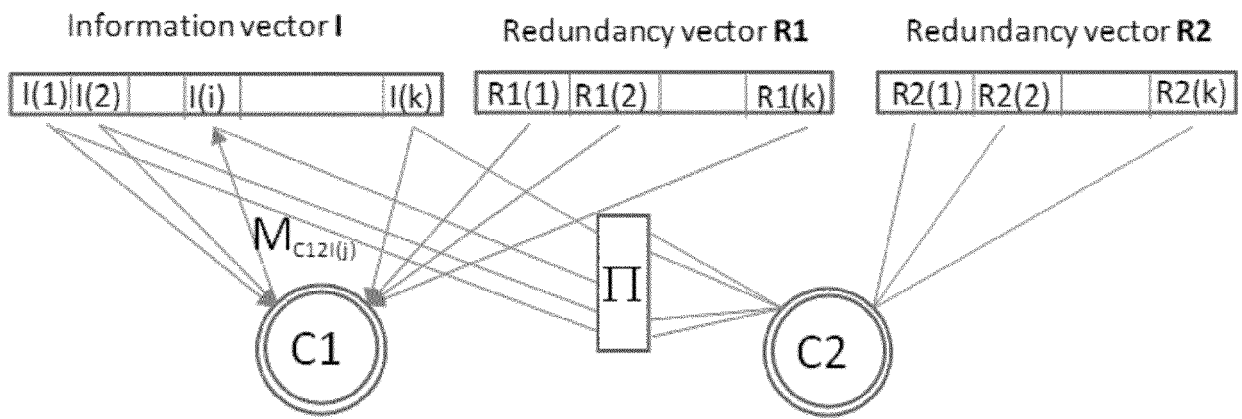 Information vector I Redundancy vector R1 Redundancy vector R2
I(1) I(2) I(i) I(k) R1(1) R1(2) R1(k) R2(1) R2(2) R2(k)
M C12I(j)
Π
C1 C2